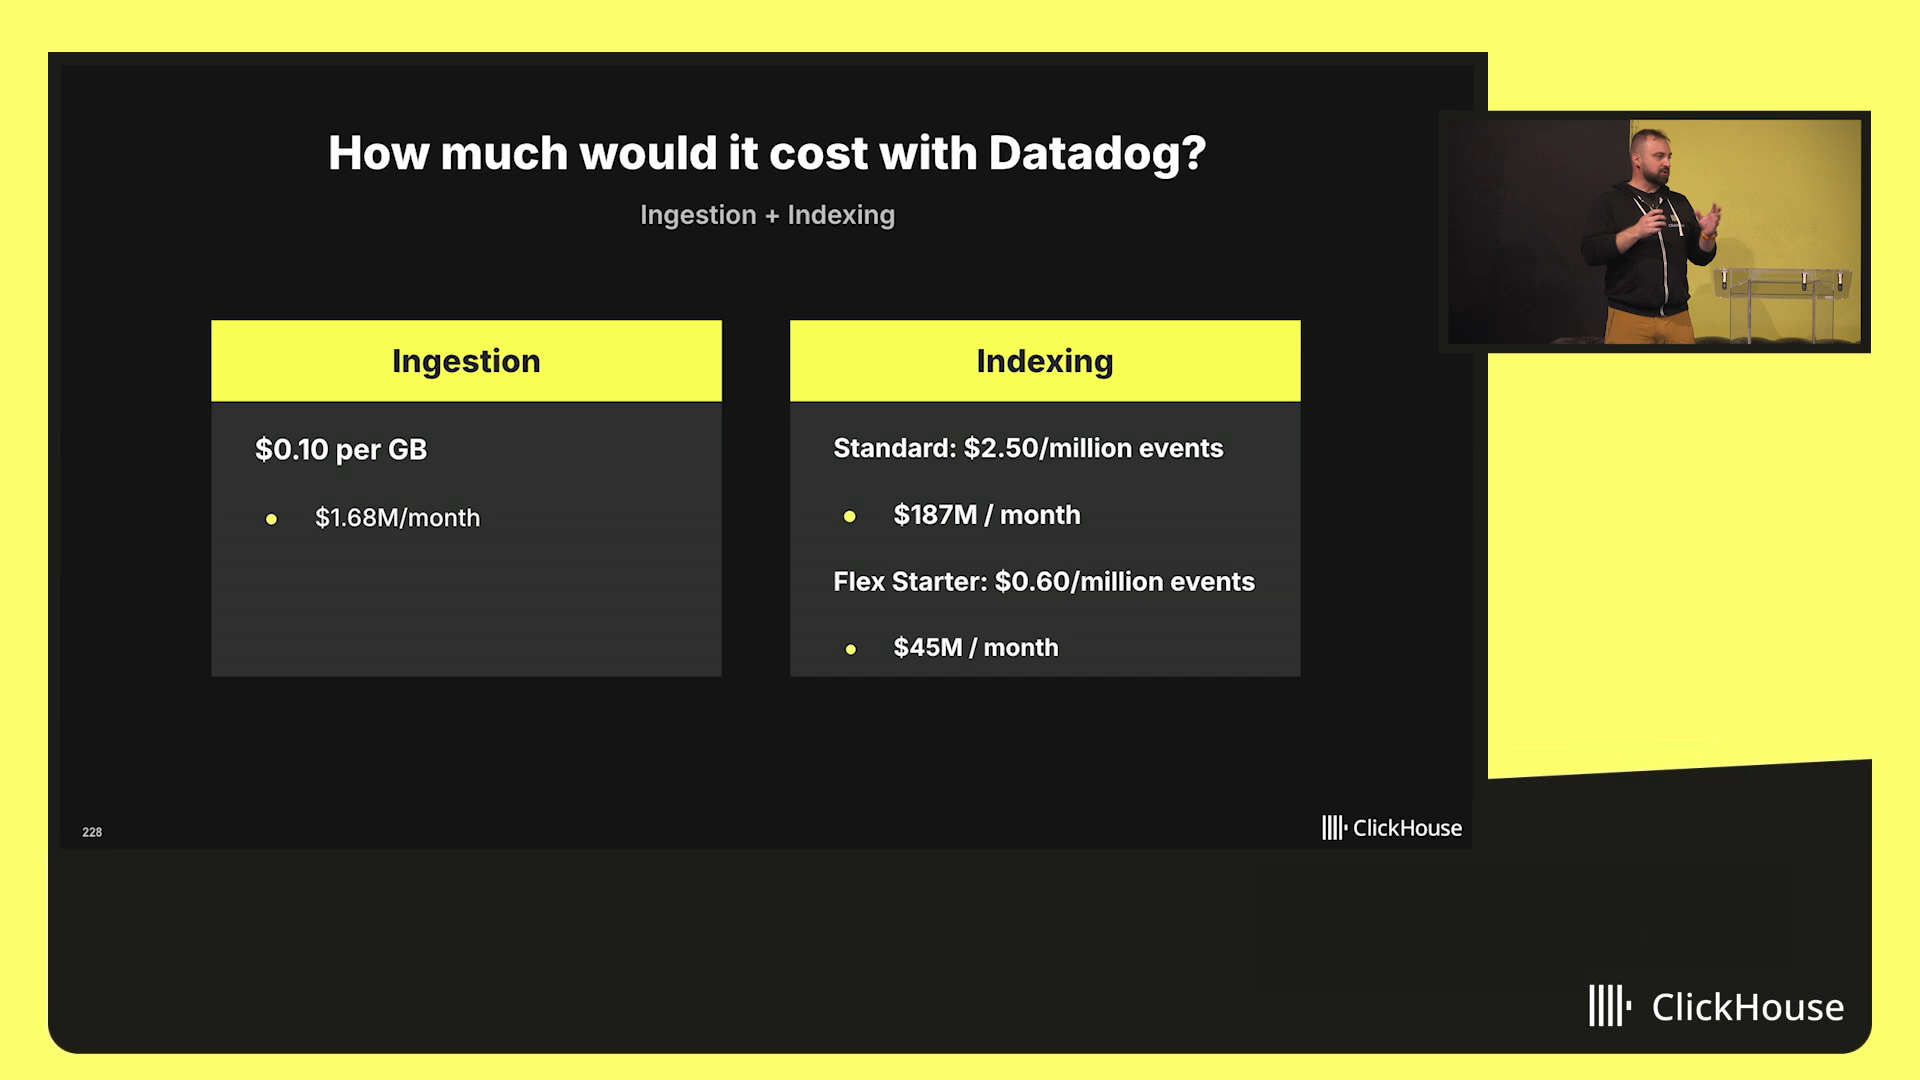 How much would it cost with Datadog?
Ingestion + Indexing
Ingestion
$0.10 per GB
$1.68M/month
Indexing
Standard: $2.50/million events
$187M / month
Flex Starter: $0.60/million events
$45M / month
228
ClickHouse
ClickHouse